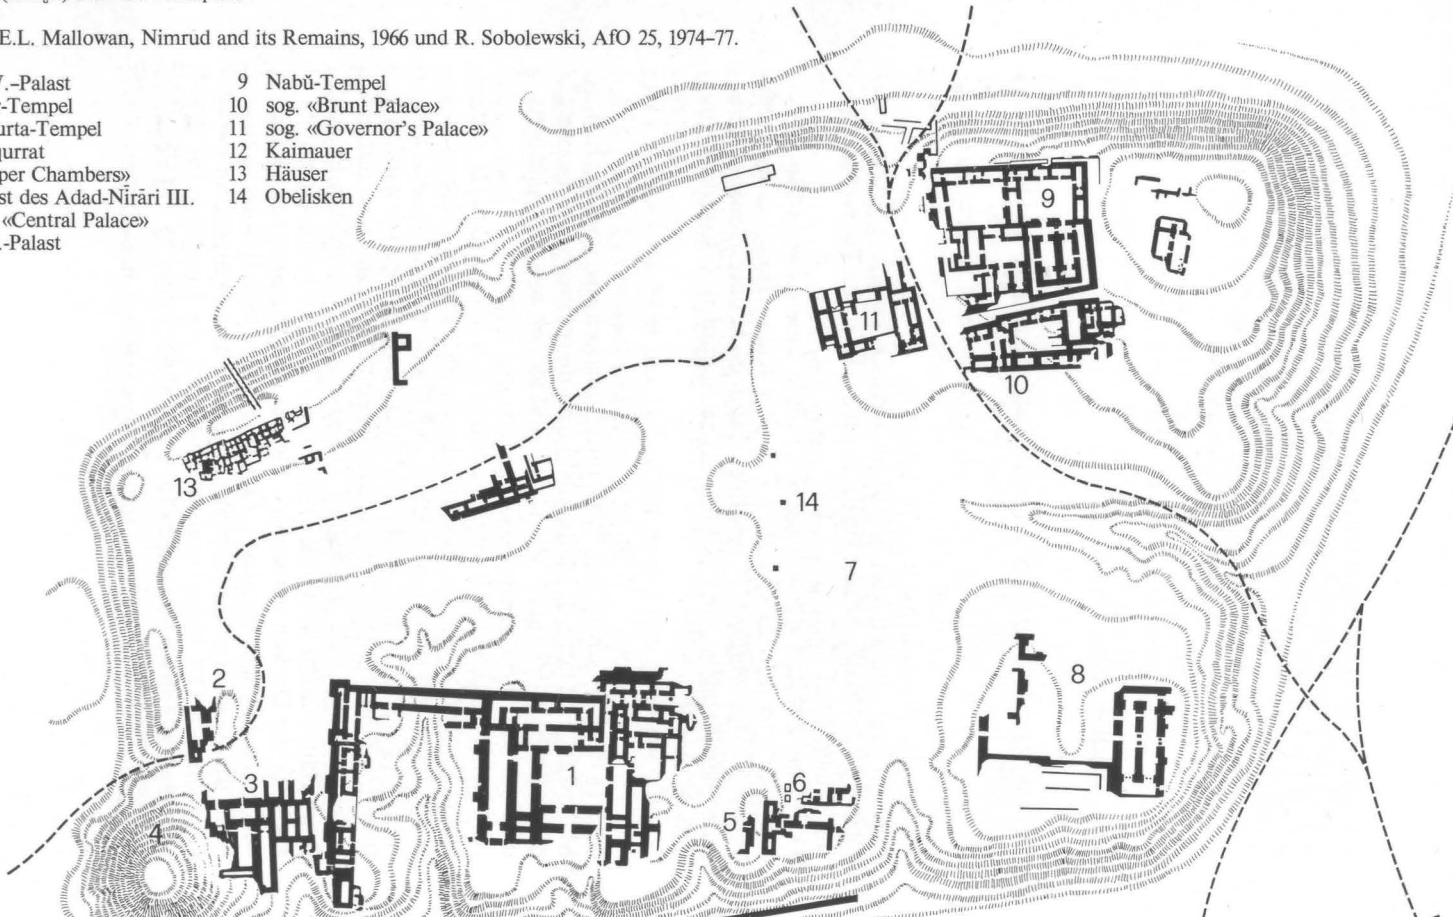 E.L. Mallowan, Nimrud and its Remains, 1966 und R. Sobolewski, AfO 25, 1974–77.
.-Palast
-Tempel
urta-Tempel
qurrat
per Chambers»
st des Adad-Nīrāri III.
«Central Palace»
.-Palast
9 Nabû-Tempel
10 sog. «Brunt Palace»
11 sog. «Governor's Palace»
12 Kaimauer
13 Häuser
14 Obelisken
9
11
10
13
14
7
2
8
3
1
6
5
4